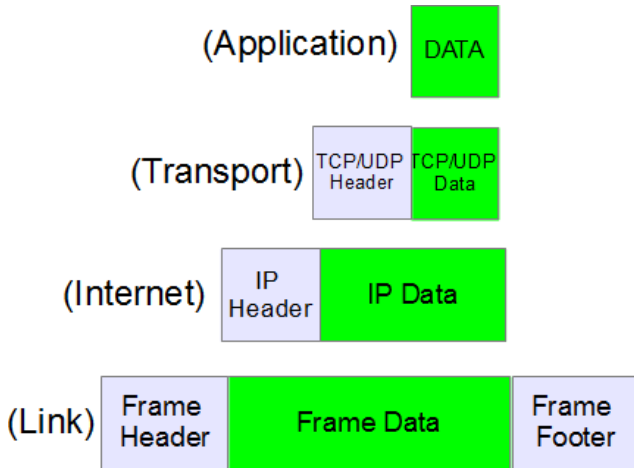 (Application)
DATA
(Transport)
TCP/UDP
Header
TCP/UDP
Data
(Internet)
IP
Header
IP Data
(Link)
Frame
Header
Frame Data
Frame
Footer